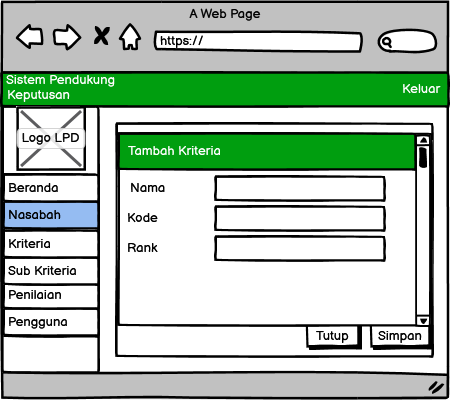 A Web Page
https://
Sistem Pendukung
Keputusan
Keluar
Logo LPD
Beranda
Nasabah
Kriteria
Sub Kriteria
Penilaian
Pengguna
Tambah Kriteria
Nama
Kode
Rank
Tutup
Simpan